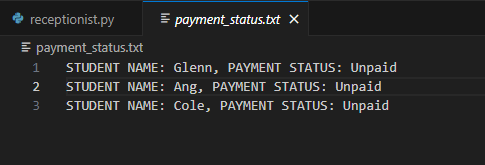 receptionist.py
payment_status.txt
payment_status.txt
1 STUDENT NAME: Glenn, PAYMENT STATUS: Unpaid
2 STUDENT NAME: Ang, PAYMENT STATUS: Unpaid
3 STUDENT NAME: Cole, PAYMENT STATUS: Unpaid